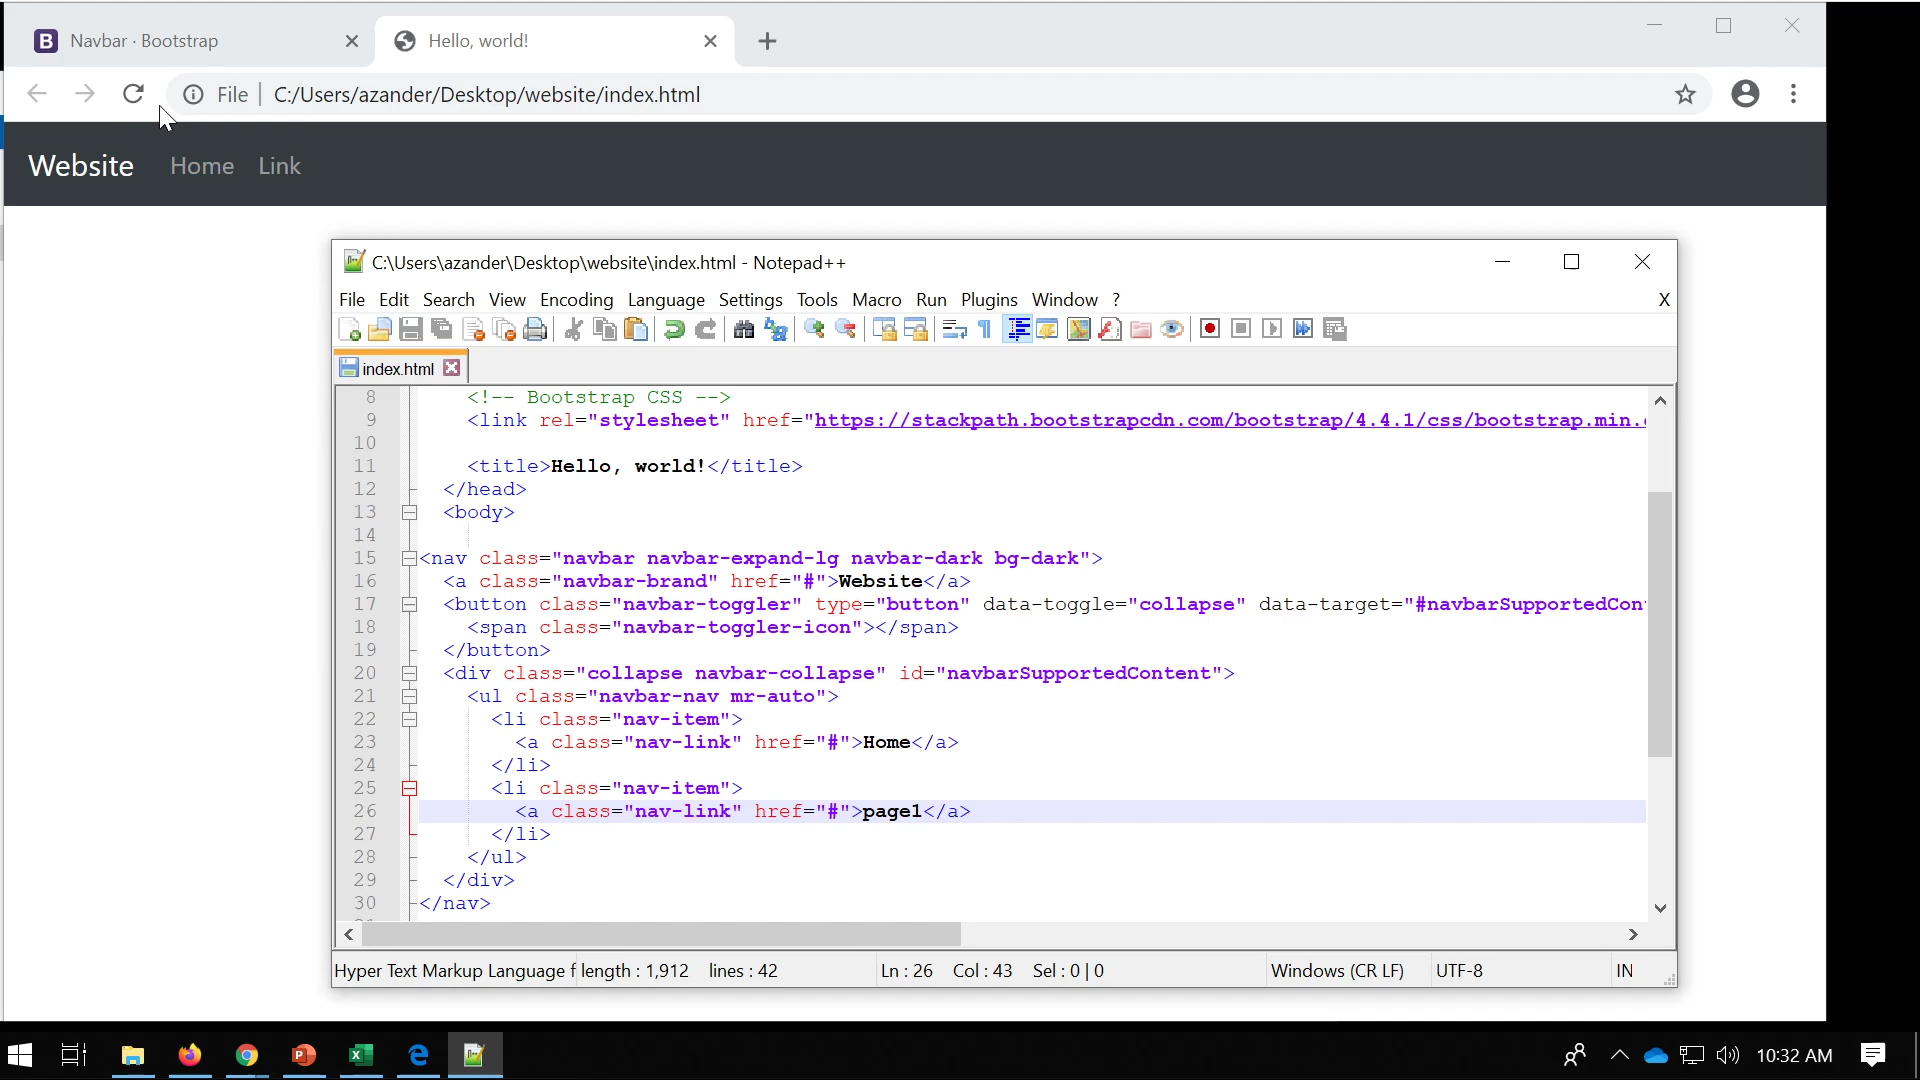 Navbar · Bootstrap
Hello, world!
File C:/Users/azander/Desktop/website/index.html
Website Home Link
C:\Users\azander\Desktop\website\index.html - Notepad++
File Edit Search View Encoding Language Settings Tools Macro Run Plugins Window ? X
index.html
8 <!-- Bootstrap CSS -->
9 <link rel="stylesheet" href="https://stackpath.bootstrapcdn.com/bootstrap/4.4.1/css/bootstrap.min.
10
11 <title>Hello, world!</title>
12 </head>
13 <body>
14
15 <nav class="navbar navbar-expand-lg navbar-dark bg-dark">
16 <a class="navbar-brand" href="#">Website</a>
17 <button class="navbar-toggler" type="button" data-toggle="collapse" data-target="#navbarSupportedCon
18 <span class="navbar-toggler-icon"></span>
19 </button>
20 <div class="collapse navbar-collapse" id="navbarSupportedContent">
21 <ul class="navbar-nav mr-auto">
22 <li class="nav-item">
23 <a class="nav-link" href="#">Home</a>
24 </li>
25 <li class="nav-item">
26 <a class="nav-link" href="#">page1</a>
27 </li>
28 </ul>
29 </div>
30 </nav>
Hyper Text Markup Language f length : 1,912 lines : 42 Ln : 26 Col : 43 Sel : 0 | 0 Windows (CR LF) UTF-8 IN
10:32 AM